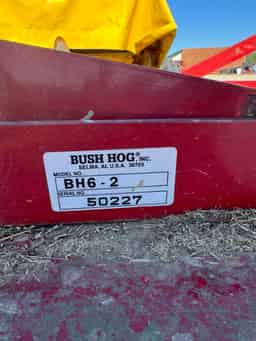 BUSH HOG®, INC.
SELMA, AL U.S.A. 36703
MODEL NO.
BH6-2
SERIAL NO.
50227